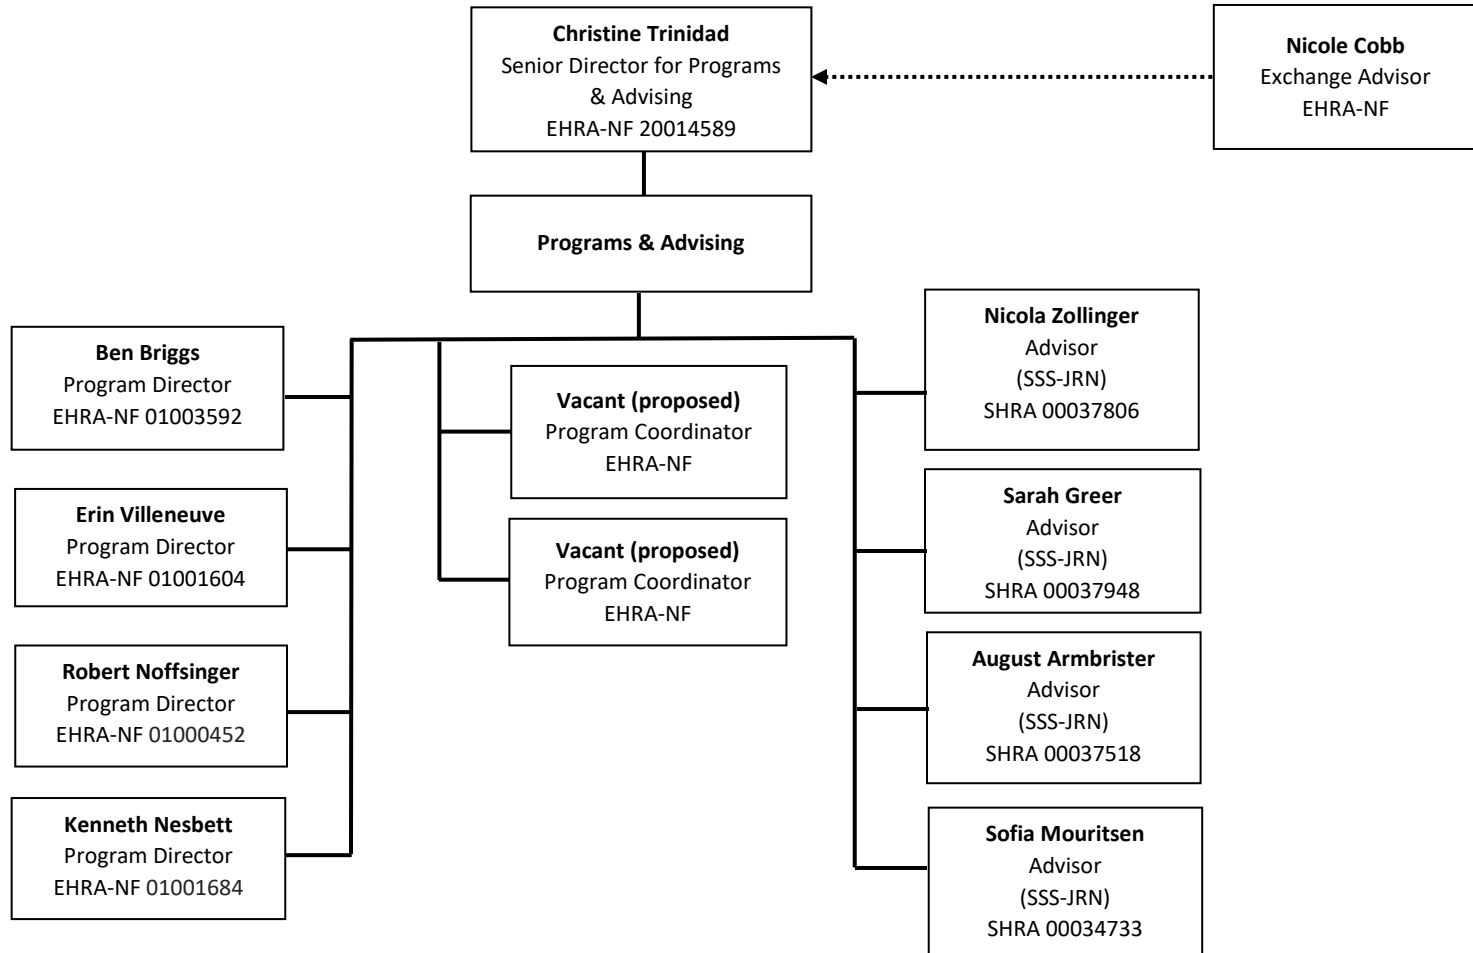 Christine Trinidad
Senior Director for Programs
& Advising
EHRA-NF 20014589
Nicole Cobb
Exchange Advisor
EHRA-NF
Programs & Advising
Ben Briggs
Program Director
EHRA-NF 01003592
Erin Villeneuve
Program Director
EHRA-NF 01001604
Robert Noffsinger
Program Director
EHRA-NF 01000452
Kenneth Nesbett
Program Director
EHRA-NF 01001684
Vacant (proposed)
Program Coordinator
EHRA-NF
Vacant (proposed)
Program Coordinator
EHRA-NF
Nicola Zollinger
Advisor
(SSS-JRN)
SHRA 00037806
Sarah Greer
Advisor
(SSS-JRN)
SHRA 00037948
August Armbrister
Advisor
(SSS-JRN)
SHRA 00037518
Sofia Mouritsen
Advisor
(SSS-JRN)
SHRA 00034733